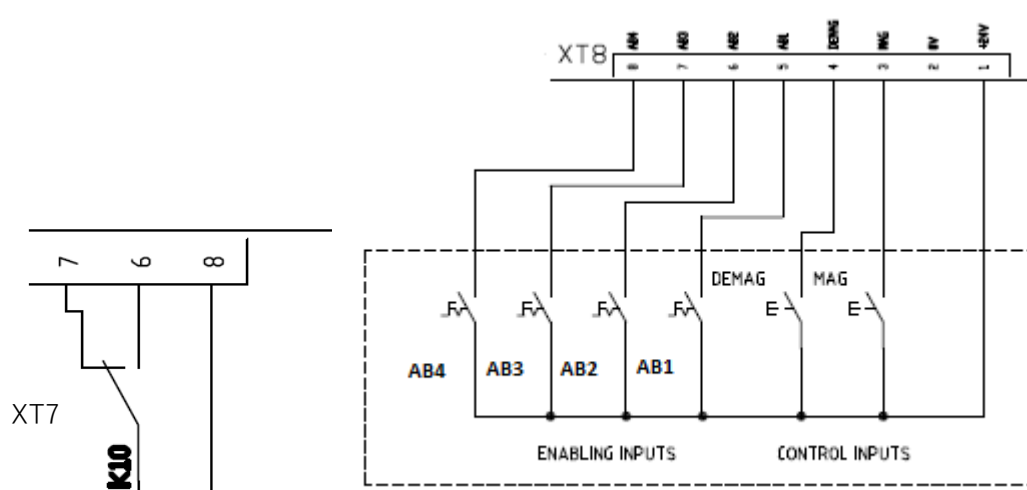 XT8
AB4 AB3 AB2 AB1 DEMAG MAG 0V +24V
8 7 6 5 4 3 2 1
7 6 8
DEMAG MAG
AB4 AB3 AB2 AB1
XT7
K10
ENABLING INPUTS CONTROL INPUTS